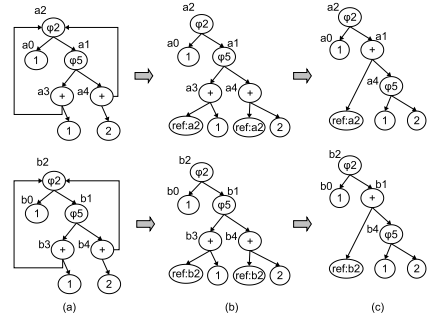 a2 a2 a2
φ2 φ2 φ2
a0 a1 a0 a1 a0 a1
1 φ5 1 φ5 1 +
a3 a4 a3 a4 a4
+ + + + φ5
1 2 ref:a2 1 ref:a2 2 ref:a2 1 2
b2 b2 b2
φ2 φ2 φ2
b0 b1 b0 b1 b0 b1
1 φ5 1 φ5 1 +
b3 b4 b3 b4 b4
+ + + + φ5
1 2 ref:b2 1 ref:b2 2 ref:b2 1 2
(a) (b) (c)